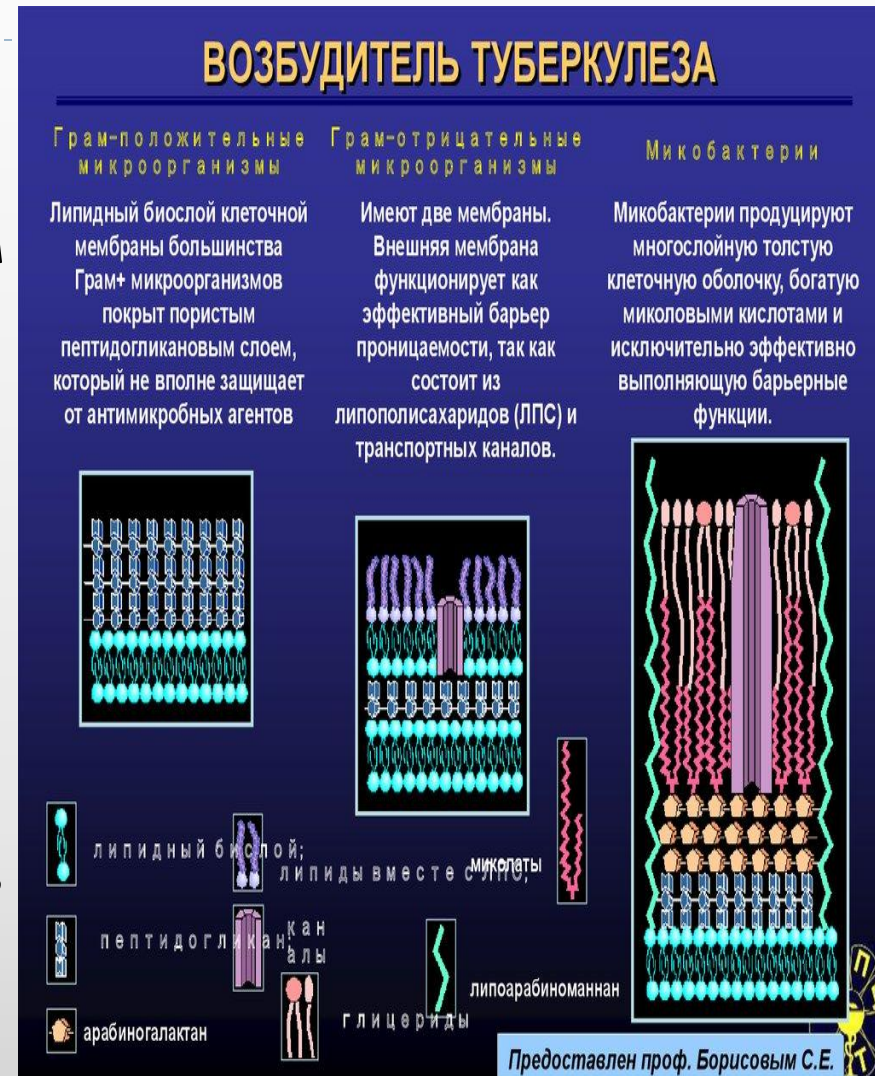 ВОЗБУДИТЕЛЬ ТУБЕРКУЛЕЗА
Грам-положительные
микроорганизмы
Липидный биослой клеточной
мембраны большинства
Грам+ микроорганизмов
покрыт пористым
пептидогликановым слоем,
который не вполне защищает
от антимикробных агентов
Грам-отрицательные
микроорганизмы
Имеют две мембраны.
Внешняя мембрана
функционирует как
эффективный барьер
проницаемости, так как
состоит из
липополисахаридов (ЛПС) и
транспортных каналов.
Микобактерии
Микобактерии продуцируют
многослойную толстую
клеточную оболочку, богатую
миколовыми кислотами и
исключительно эффективно
выполняющую барьерные
функции.
липидный бислой;
липиды вместе с ЛПС;
миколаты
пептидогликан;
кан
алы
липоарабиноманнан
арабиногалактан
глицериды
Предоставлен проф. Борисовым С.Е.